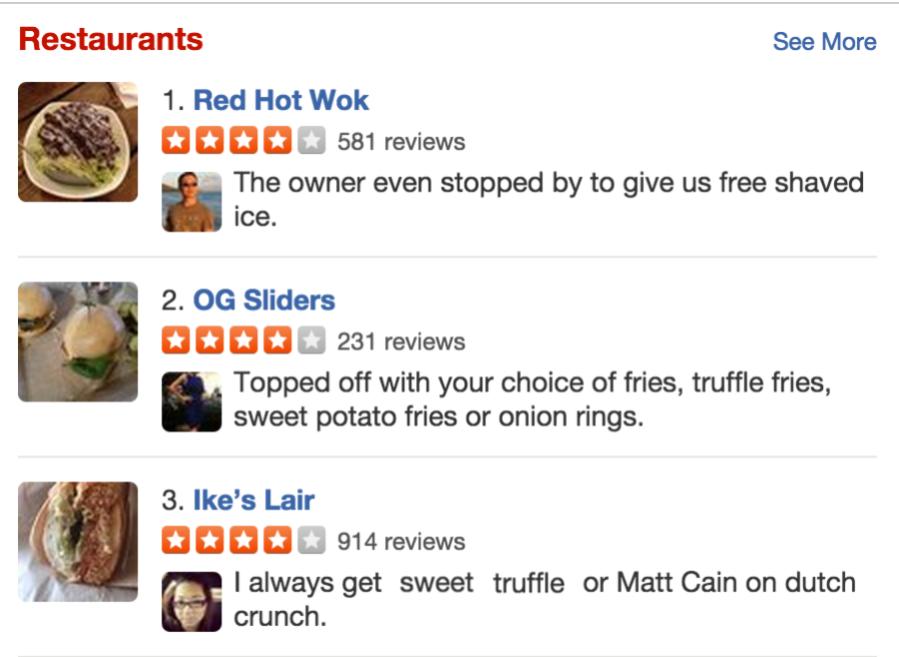 Restaurants See More
1. Red Hot Wok
581 reviews
The owner even stopped by to give us free shaved
ice.
2. OG Sliders
231 reviews
Topped off with your choice of fries, truffle fries,
sweet potato fries or onion rings.
3. Ike's Lair
914 reviews
I always get sweet truffle or Matt Cain on dutch
crunch.